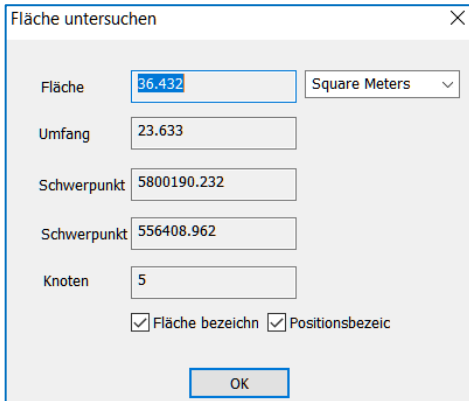 Fläche untersuchen
Fläche 36.432 Square Meters
Umfang 23.633
Schwerpunkt 5800190.232
Schwerpunkt 556408.962
Knoten 5
Fläche bezeichn Positionsbezeic
OK